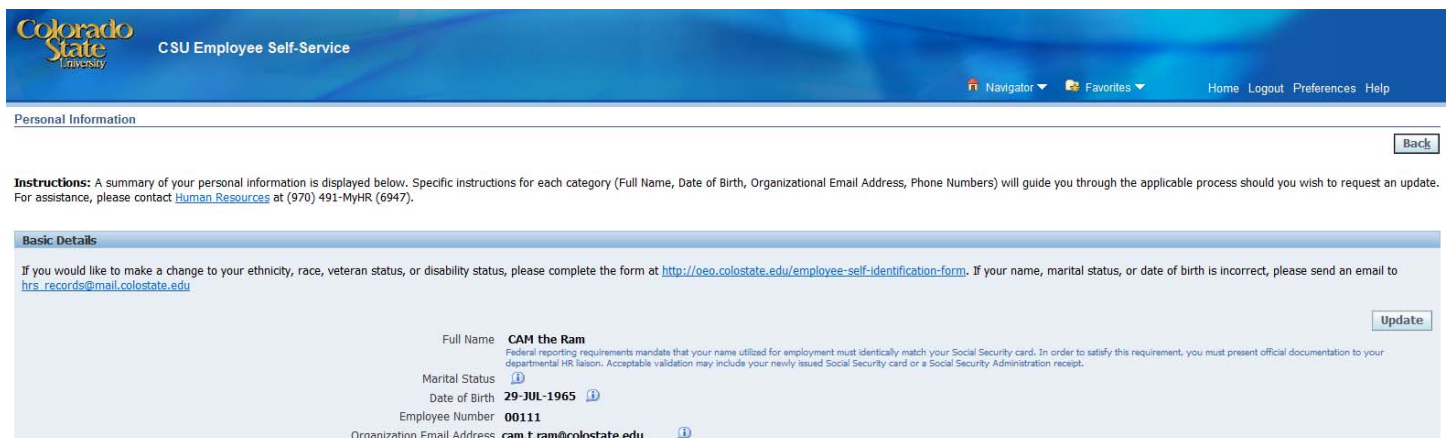 Colorado
State
University
CSU Employee Self-Service
Navigator Favorites Home Logout Preferences Help
Personal Information
Back
Instructions: A summary of your personal information is displayed below. Specific instructions for each category (Full Name, Date of Birth, Organizational Email Address, Phone Numbers) will guide you through the applicable process should you wish to request an update.
For assistance, please contact Human Resources at (970) 491-MyHR (6947).
Basic Details
If you would like to make a change to your ethnicity, race, veteran status, or disability status, please complete the form at http://oeo.colostate.edu/employee-self-identification-form. If your name, marital status, or date of birth is incorrect, please send an email to
hrs_records@mail.colostate.edu
Update
Full Name CAM the Ram
Federal reporting requirements mandate that your name utilized for employment must identically match your Social Security card. In order to satisfy this requirement, you must present official documentation to your
departmental HR liaison. Acceptable validation may include your newly issued Social Security card or a Social Security Administration receipt.
Marital Status
Date of Birth 29-JUL-1965
Employee Number 00111
Organization Email Address cam.t.ram@colostate.edu